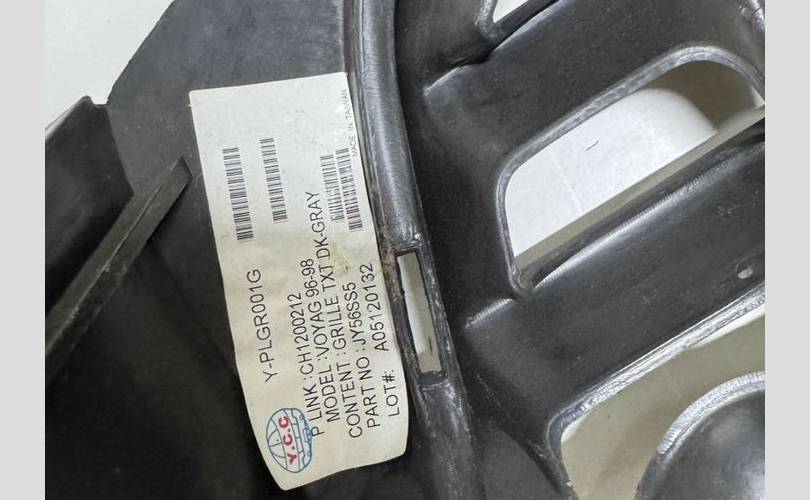 MADE IN TAIWAN
Y-PLGR001G
P LINK :CH1200212
MODEL :VOYAG 96-98
CONTENT :GRILLE TXT DK-GRAY
PART NO :JY56SS5
LOT#: A05120132
Y.C.C